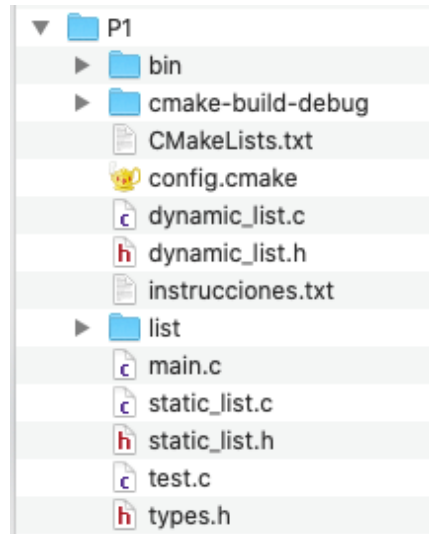 P1
bin
cmake-build-debug
CMakeLists.txt
config.cmake
c dynamic_list.c
h dynamic_list.h
instrucciones.txt
list
c main.c
c static_list.c
h static_list.h
c test.c
h types.h